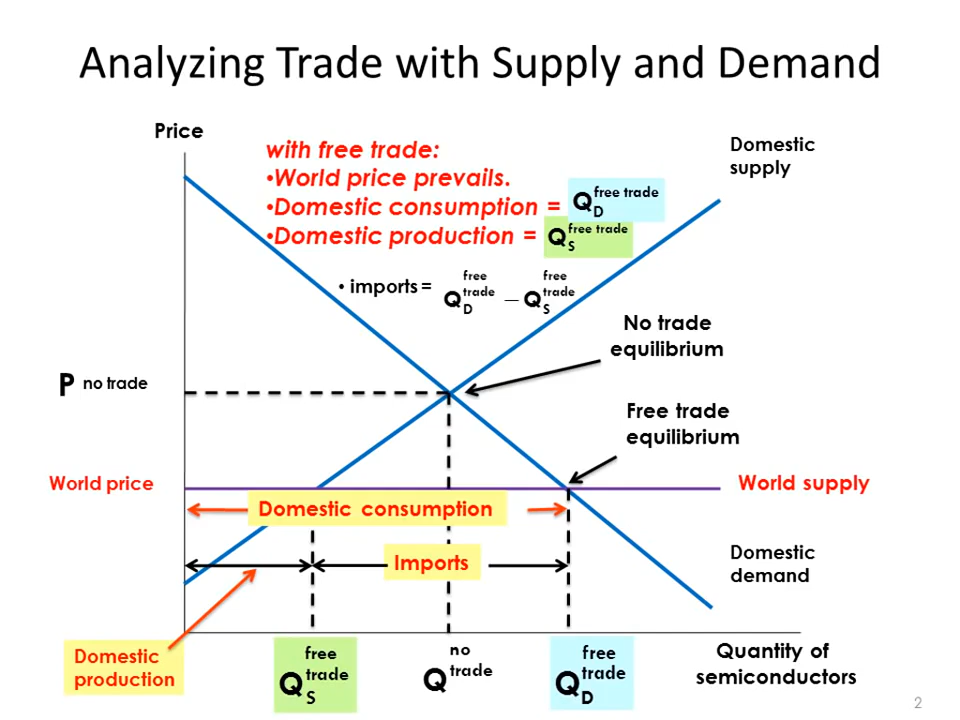 Analyzing Trade with Supply and Demand
Price
with free trade:
•World price prevails.
•Domestic consumption = Q D free trade
•Domestic production = Q S free trade
• imports = Q D free trade — Q S free trade
Domestic
supply
No trade
equilibrium
P no trade
Free trade
equilibrium
World price
World supply
Domestic consumption
Imports
Domestic
demand
Domestic
production
Q S free trade
Q no trade
Q D free trade
Quantity of
semiconductors
2